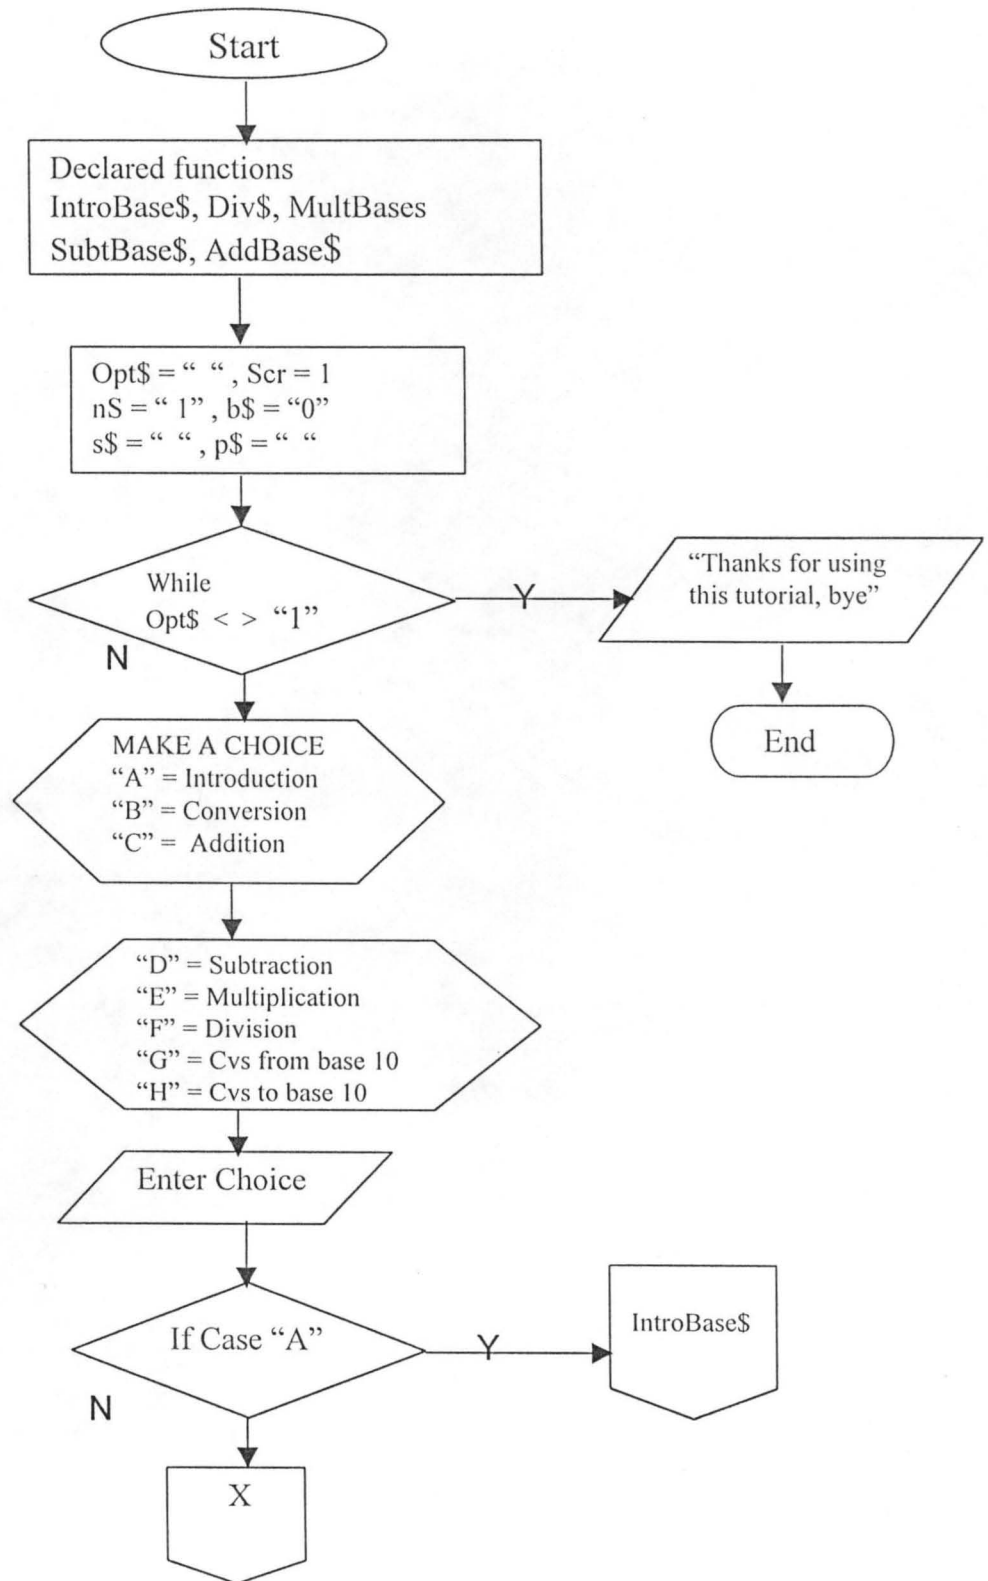 Start
Declared functions
IntroBase$, Div$, MultBases
SubtBase$, AddBase$
Opt$ = “ “ , Scr = 1
nS = “ 1” , b$ = “0”
s$ = “ “ , p$ = “ “
While
Opt$ < > “1”
Y
N
“Thanks for using
this tutorial, bye”
End
MAKE A CHOICE
“A” = Introduction
“B” = Conversion
“C” = Addition
“D” = Subtraction
“E” = Multiplication
“F” = Division
“G” = Cvs from base 10
“H” = Cvs to base 10
Enter Choice
If Case “A”
Y
N
IntroBase$
X